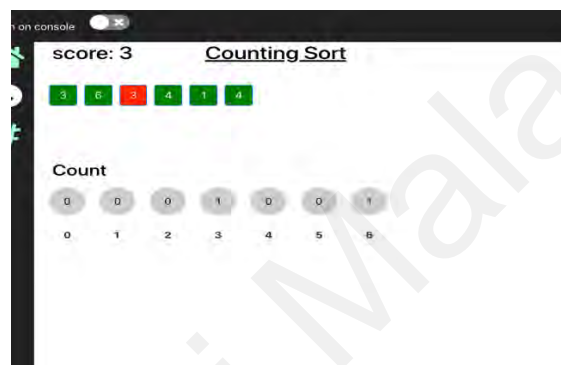 on console
score: 3 Counting Sort
3 6 3 4 1 4
Count
0 0 0 1 0 0 1
0 1 2 3 4 5 6